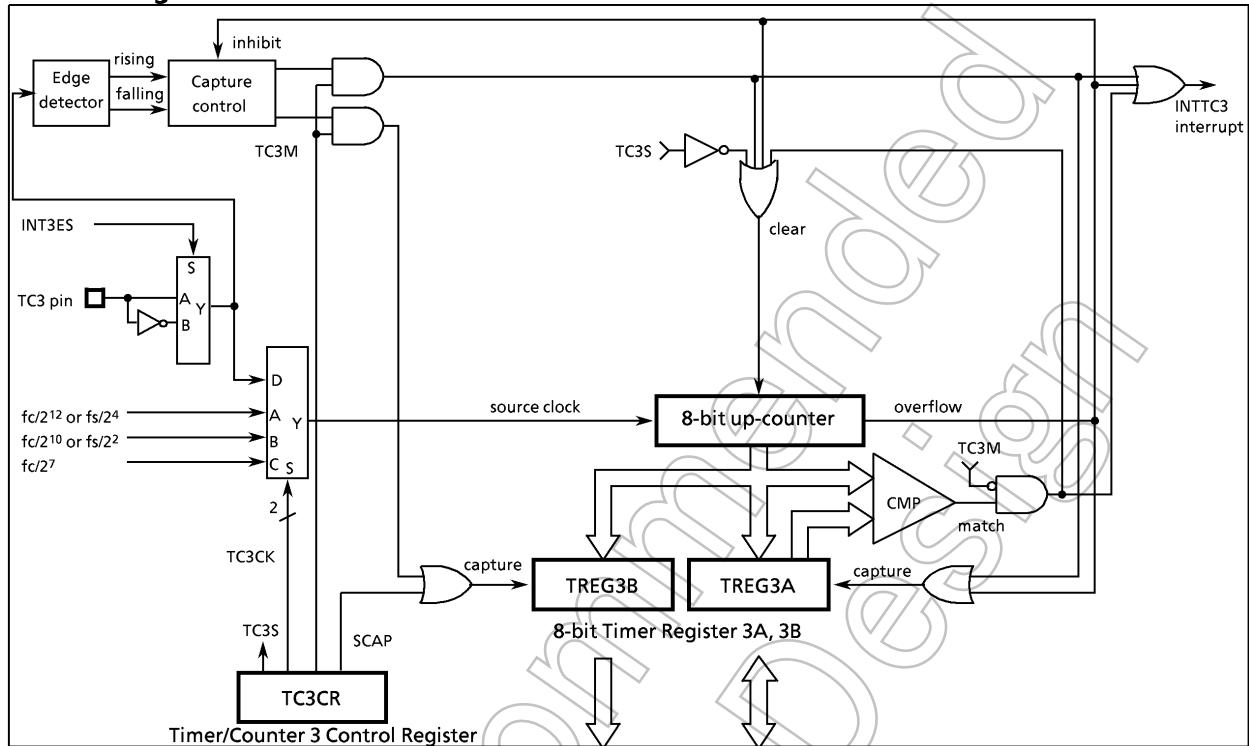 inhibit
rising
Edge
detector
falling
Capture
control
TC3M
TC3S
INTTC3
interrupt
INT3ES
clear
S
TC3 pin
A
Y
B
D
fc/2¹² or fs/2⁴
A
Y
source clock
8-bit up-counter
overflow
fc/2¹⁰ or fs/2²
B
fc/2⁷
C
S
TC3M
2
CMP
match
TC3CK
capture
TREG3B
TREG3A
capture
TC3S
SCAP
8-bit Timer Register 3A, 3B
TC3CR
Timer/Counter 3 Control Register
Design